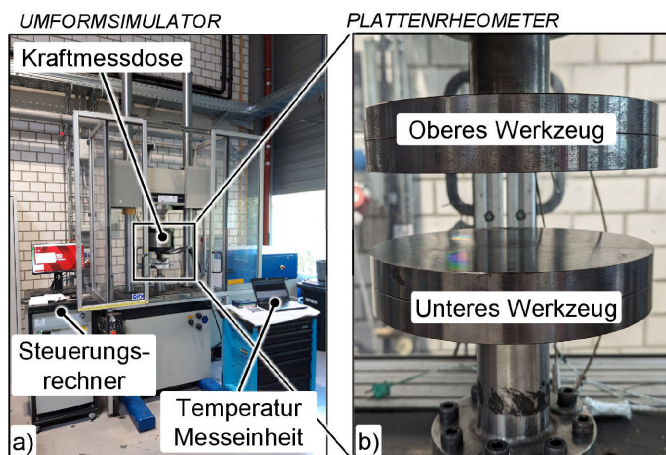 UMFORMSIMULATOR
PLATTENRHEOMETER
Kraftmessdose
Steuerungs-
rechner
Temperatur
Messeinheit
a)
Oberes Werkzeug
Unteres Werkzeug
b)